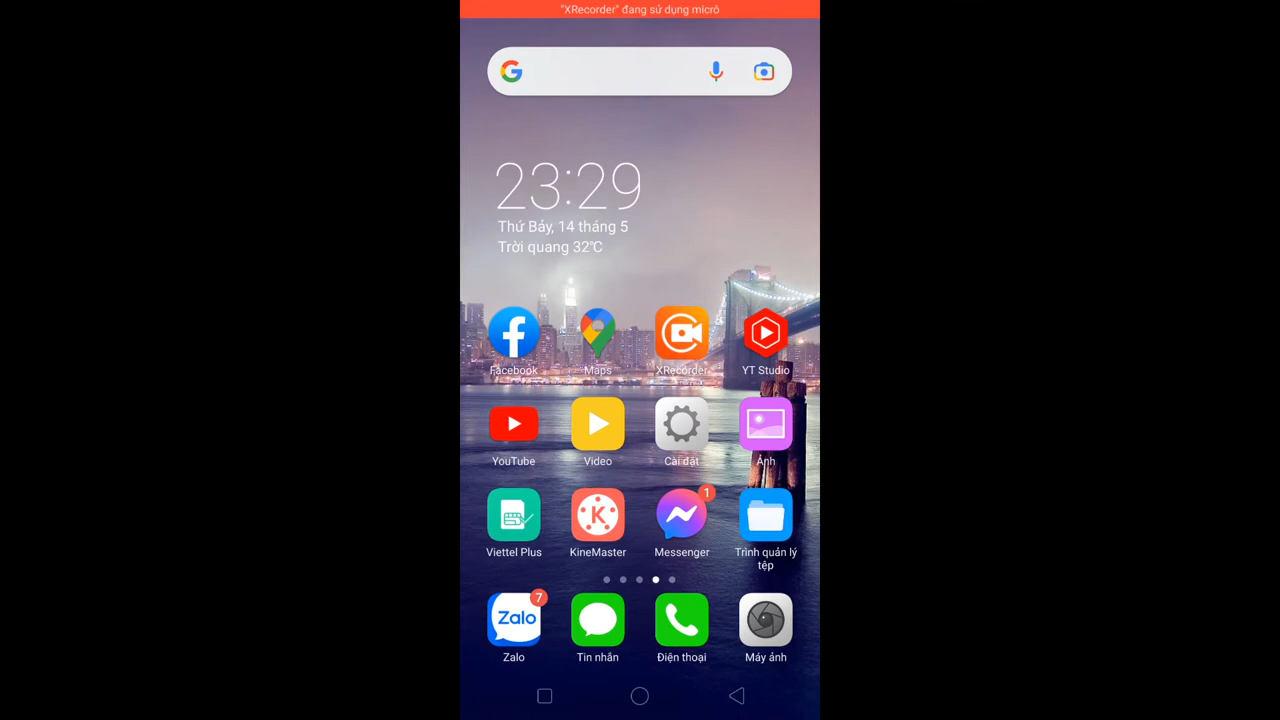 "XRecorder" đang sử dụng micrô
23:29
Thứ Bảy, 14 tháng 5
Trời quang 32℃
Facebook
Maps
XRecorder
YT Studio
YouTube
Video
Cài đặt
Ảnh
Viettel Plus
KineMaster
1
Messenger
Trình quản lý
tệp
Zalo
7
Zalo
Tin nhắn
Điện thoại
Máy ảnh